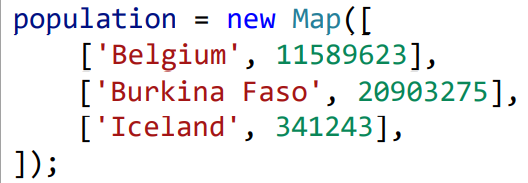 population = new Map([
    ['Belgium', 11589623],
    ['Burkina Faso', 20903275],
    ['Iceland', 341243],
]);